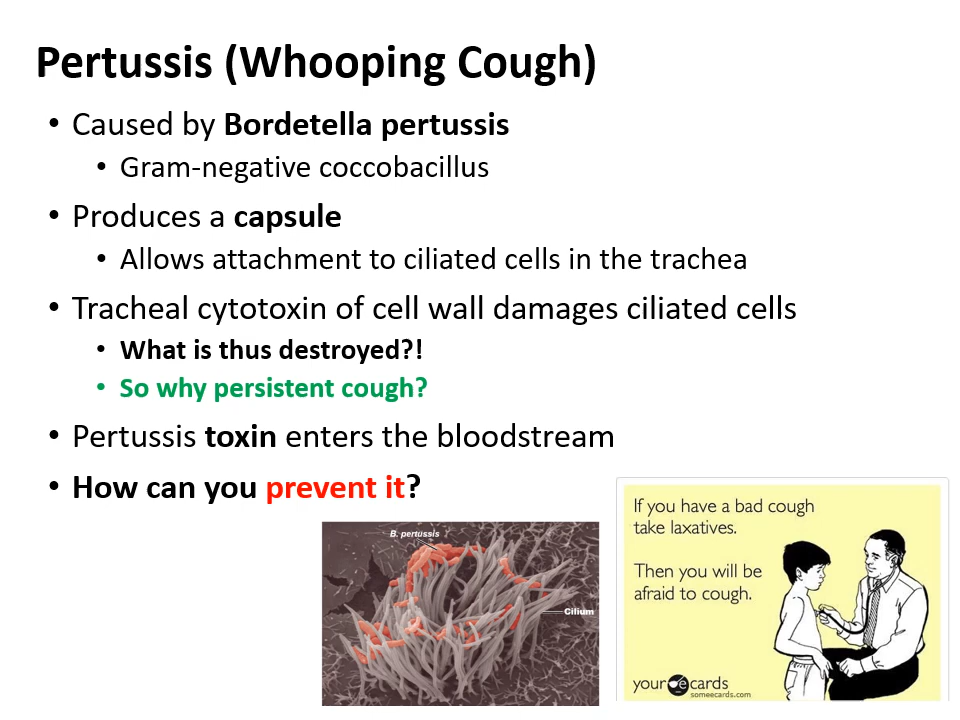 Pertussis (Whooping Cough)
• Caused by Bordetella pertussis
• Gram-negative coccobacillus
• Produces a capsule
• Allows attachment to ciliated cells in the trachea
• Tracheal cytotoxin of cell wall damages ciliated cells
• What is thus destroyed?!
• So why persistent cough?
• Pertussis toxin enters the bloodstream
• How can you prevent it?
B. pertussis
Cilium
If you have a bad cough
take laxatives.
Then you will be
afraid to cough.
your e cards
someecards.com